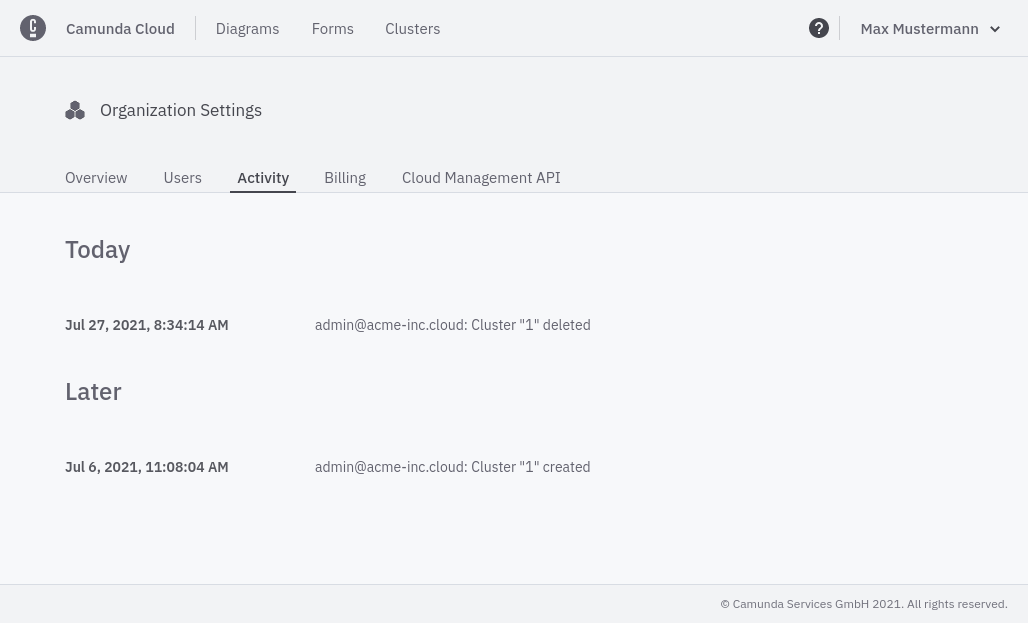 Camunda Cloud Diagrams Forms Clusters ? Max Mustermann
Organization Settings
Overview Users Activity Billing Cloud Management API
Today
Jul 27, 2021, 8:34:14 AM admin@acme-inc.cloud: Cluster "1" deleted
Later
Jul 6, 2021, 11:08:04 AM admin@acme-inc.cloud: Cluster "1" created
© Camunda Services GmbH 2021. All rights reserved.